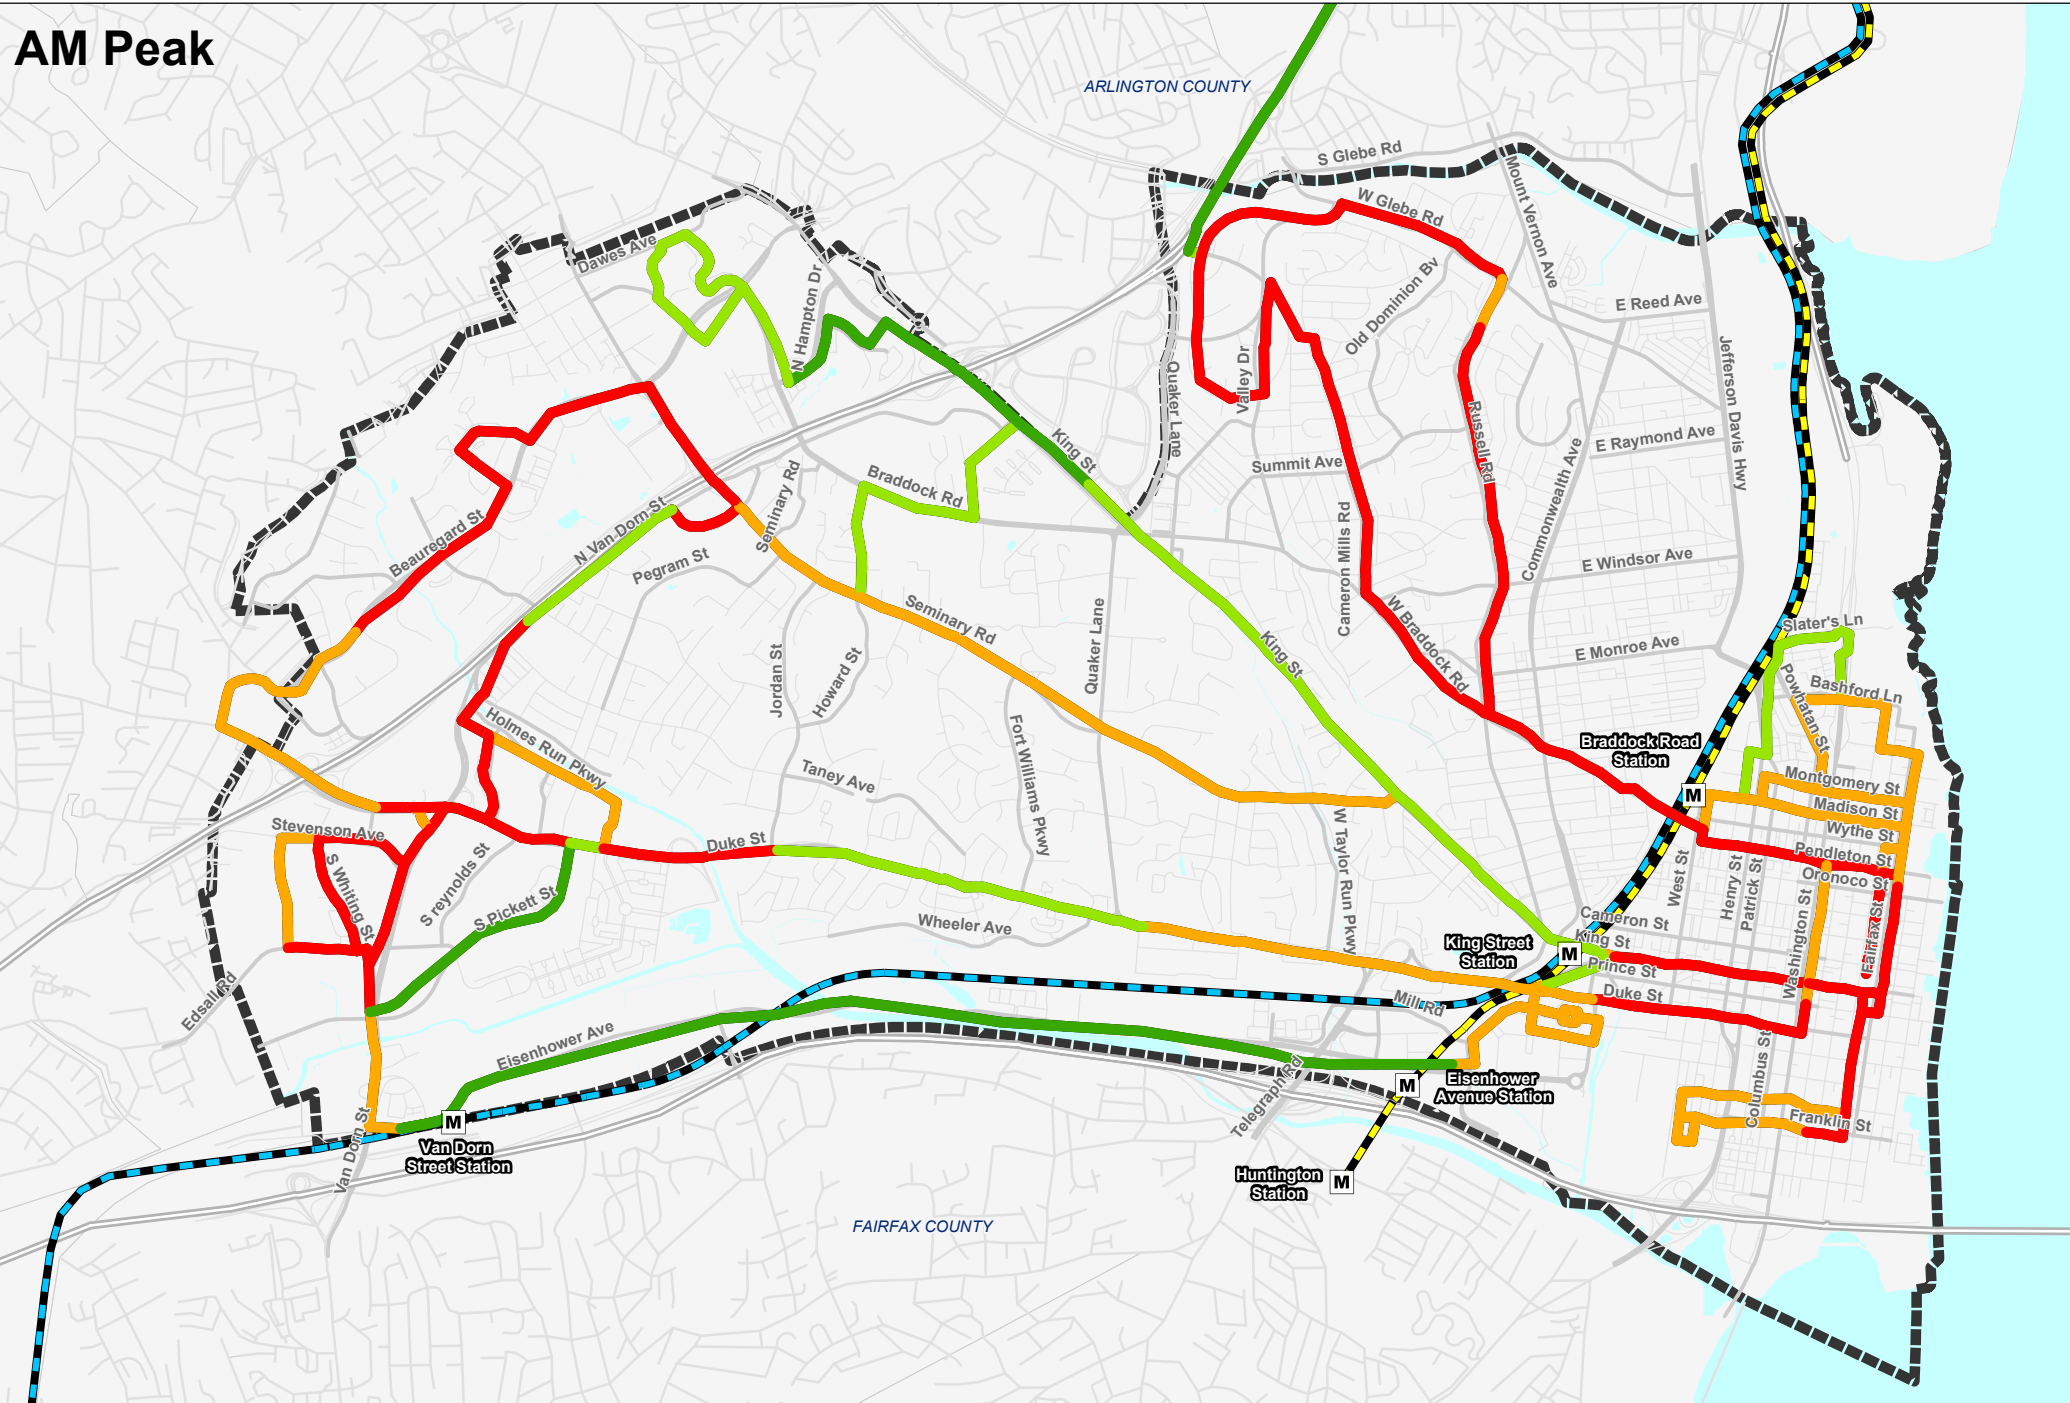 AM Peak
ARLINGTON COUNTY
S Glebe Rd
W Glebe Rd
Mount Vernon Ave
Dawes Ave
N Hampton Dr
Old Dominion Bv
E Reed Ave
Jefferson Davis Hwy
Quaker Lane
Valley Dr
King St
Russell Rd
E Raymond Ave
Summit Ave
Braddock Rd
Seminary Rd
Commonwealth Ave
Beauregard St
N Van Dorn St
Pegram St
Cameron Mills Rd
E Windsor Ave
Seminary Rd
W Braddock Rd
Quaker Lane
King St
E Monroe Ave
Slater's Ln
Jordan St
Howard St
Powhatan St
Bashford Ln
Holmes Run Pkwy
Fort Williams Pkwy
Braddock Road
Station
M
Taney Ave
Montgomery St
Madison St
Wythe St
Stevenson Ave
Duke St
W Taylor Run Pkwy
Pendleton St
Oronoco St
S Whiting St
S reynolds St
West St
Henry St
Patrick St
S Pickett St
Wheeler Ave
Cameron St
King St
Washington St
Fairfax St
King Street
Station
M
Prince St
Edsall Rd
Mill Rd
Duke St
Eisenhower Ave
Columbus St
Telegraph Rd
M
Eisenhower
Avenue Station
Van Dorn St
M
Van Dorn
Street Station
Franklin St
Huntington
Station
M
FAIRFAX COUNTY